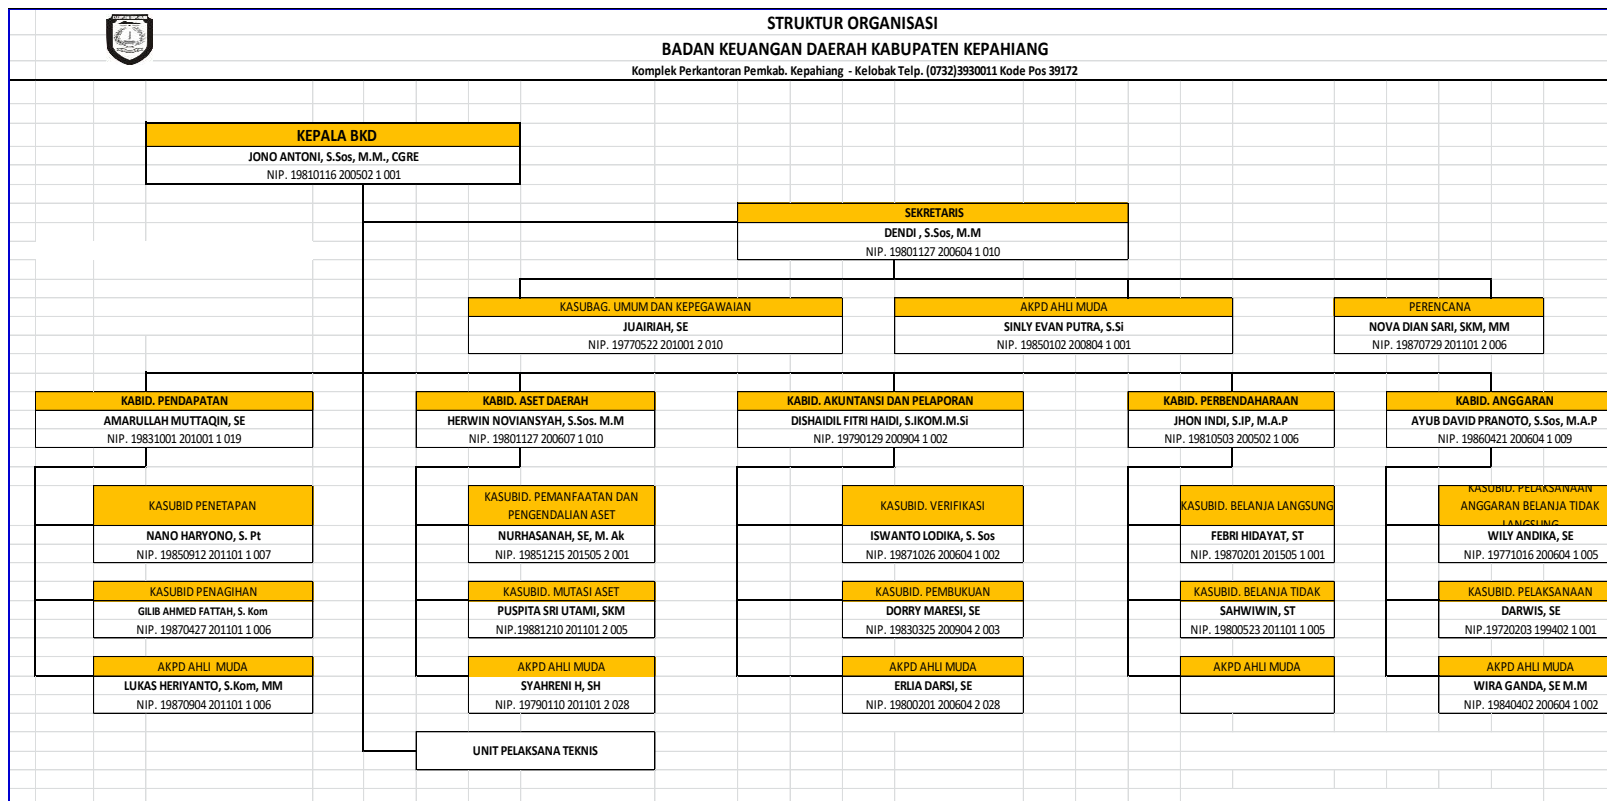 STRUKTUR ORGANISASI
BADAN KEUANGAN DAERAH KABUPATEN KEPAHIANG
Komplek Perkantoran Pemkab. Kepahiang - Kelobak Telp. (0732)3930011 Kode Pos 39172
KEPALA BKD
JONO ANTONI, S.Sos, M.M., CGRE
NIP. 19810116 200502 1 001
SEKRETARIS
DENDI , S.Sos, M.M
NIP. 19801127 200604 1 010
KASUBAG. UMUM DAN KEPEGAWAIAN
JUAIRIAH, SE
NIP. 19770522 201001 2 010
AKPD AHLI MUDA
SINLY EVAN PUTRA, S.Si
NIP. 19850102 200804 1 001
PERENCANA
NOVA DIAN SARI, SKM, MM
NIP. 19870729 201101 2 006
KABID. PENDAPATAN
AMARULLAH MUTTAQIN, SE
NIP. 19831001 201001 1 019
KABID. ASET DAERAH
HERWIN NOVIANSYAH, S.Sos. M.M
NIP. 19801127 200607 1 010
KABID. AKUNTANSI DAN PELAPORAN
DISHAIDIL FITRI HAIDI, S.IKOM.M.Si
NIP. 19790129 200904 1 002
KABID. PERBENDAHARAAN
JHON INDI, S.IP, M.A.P
NIP. 19810503 200502 1 006
KABID. ANGGARAN
AYUB DAVID PRANOTO, S.Sos, M.A.P
NIP. 19860421 200604 1 009
KASUBID PENETAPAN
NANO HARYONO, S. Pt
NIP. 19850912 201101 1 007
KASUBID. PEMANFAATAN DAN
PENGENDALIAN ASET
NURHASANAH, SE, M. Ak
NIP. 19851215 201505 2 001
KASUBID. VERIFIKASI
ISWANTO LODIKA, S. Sos
NIP. 19871026 200604 1 002
KASUBID. BELANJA LANGSUNG
FEBRI HIDAYAT, ST
NIP. 19870201 201505 1 001
KASUBID. PELAKSANAAN
ANGGARAN BELANJA TIDAK
LANGSUNG
WILY ANDIKA, SE
NIP. 19771016 200604 1 005
KASUBID PENAGIHAN
GILIB AHMED FATTAH, S. Kom
NIP. 19870427 201101 1 006
KASUBID. MUTASI ASET
PUSPITA SRI UTAMI, SKM
NIP.19881210 201101 2 005
KASUBID. PEMBUKUAN
DORRY MARESI, SE
NIP. 19830325 200904 2 003
KASUBID. BELANJA TIDAK
SAHWIWIN, ST
NIP. 19800523 201101 1 005
KASUBID. PELAKSANAAN
DARWIS, SE
NIP.19720203 199402 1 001
AKPD AHLI MUDA
LUKAS HERIYANTO, S.Kom, MM
NIP. 19870904 201101 1 006
AKPD AHLI MUDA
SYAHRENI H, SH
NIP. 19790110 201101 2 028
AKPD AHLI MUDA
ERLIA DARSI, SE
NIP. 19800201 200604 2 028
AKPD AHLI MUDA
AKPD AHLI MUDA
WIRA GANDA, SE M.M
NIP. 19840402 200604 1 002
UNIT PELAKSANA TEKNIS